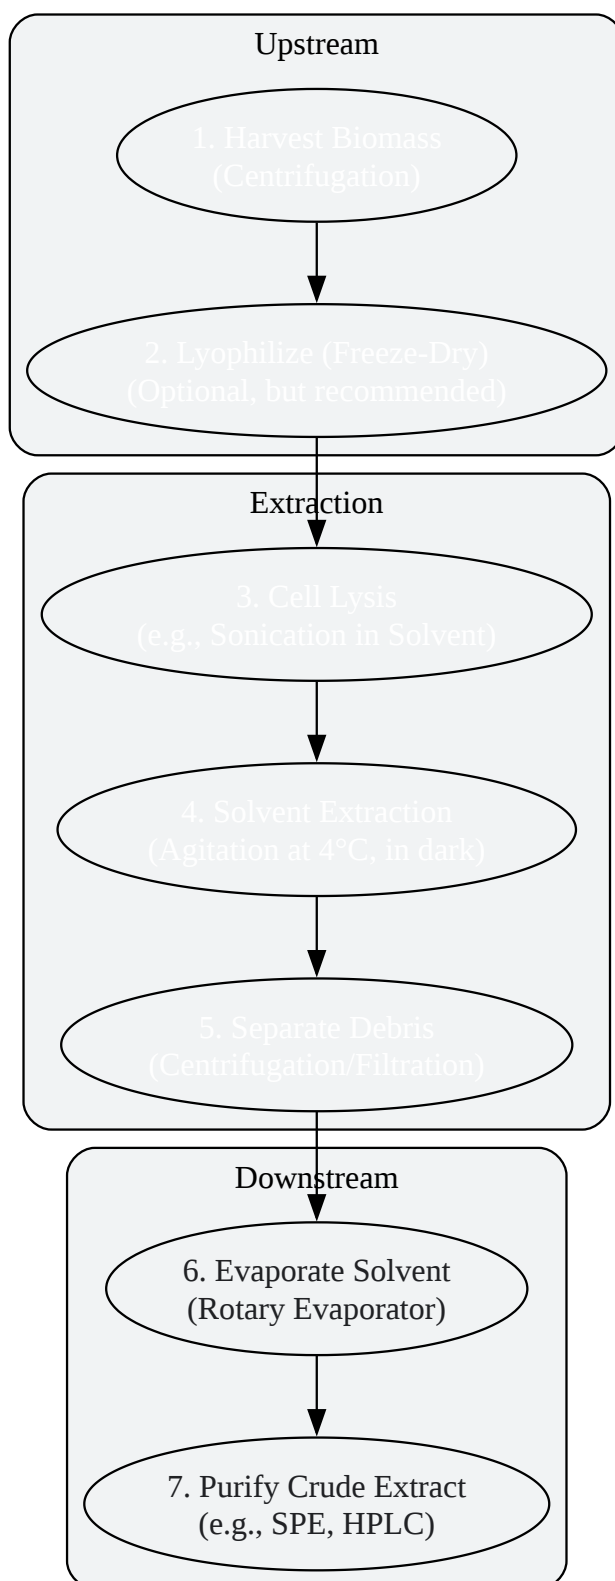 Upstream
1. Harvest Biomass
(Centrifugation)
2. Lyophilize (Freeze-Dry)
(Optional, but recommended)
Extraction
3. Cell Lysis
(e.g., Sonication in Solvent)
4. Solvent Extraction
(Agitation at 4°C, in dark)
5. Separate Debris
(Centrifugation/Filtration)
Downstream
6. Evaporate Solvent
(Rotary Evaporator)
7. Purify Crude Extract
(e.g., SPE, HPLC)